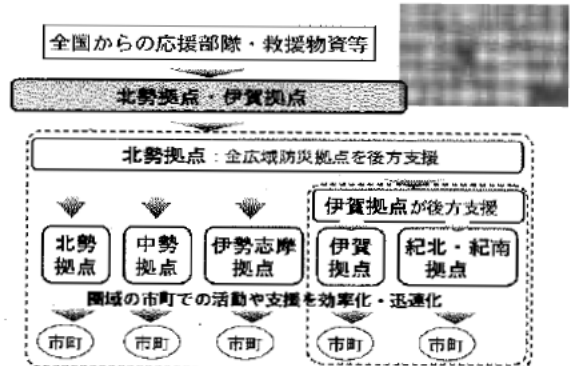 全国からの応援部隊・救援物資等
北勢拠点・伊賀拠点
北勢拠点:全広域防災拠点を後方支援
伊賀拠点が後方支援
北勢
拠点
中勢
拠点
伊勢志摩
拠点
伊賀
拠点
紀北・紀南
拠点
圏域の市町での活動や支援を効率化・迅速化
市町
市町
市町
市町
市町